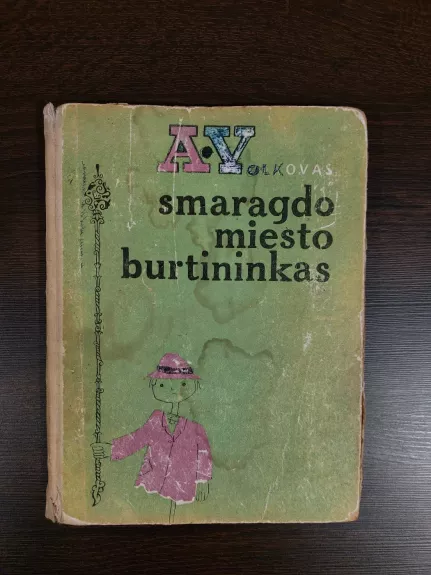 A.VOLKOVAS
smaragdo
miesto
burtininkas